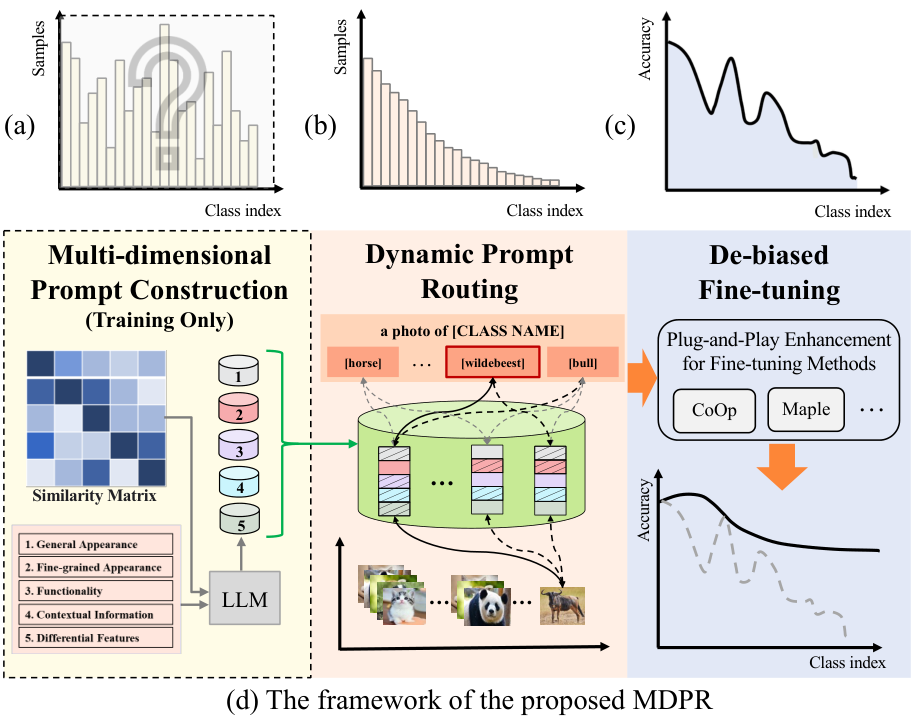 Samples
Class index
(a)
?
Samples
Class index
(b)
Accuracy
Class index
(c)
Multi-dimensional
Prompt Construction
(Training Only)
Similarity Matrix
1
2
3
4
5
1. General Appearance
2. Fine-grained Appearance
3. Functionality
4. Contextual Information
5. Differential Features
LLM
Dynamic Prompt
Routing
a photo of [CLASS NAME]
[horse] ... [wildebeest] [bull]
...
... ...
De-biased
Fine-tuning
Plug-and-Play Enhancement
for Fine-tuning Methods
CoOp Maple ...
Accuracy
Class index
(d) The framework of the proposed MDPR